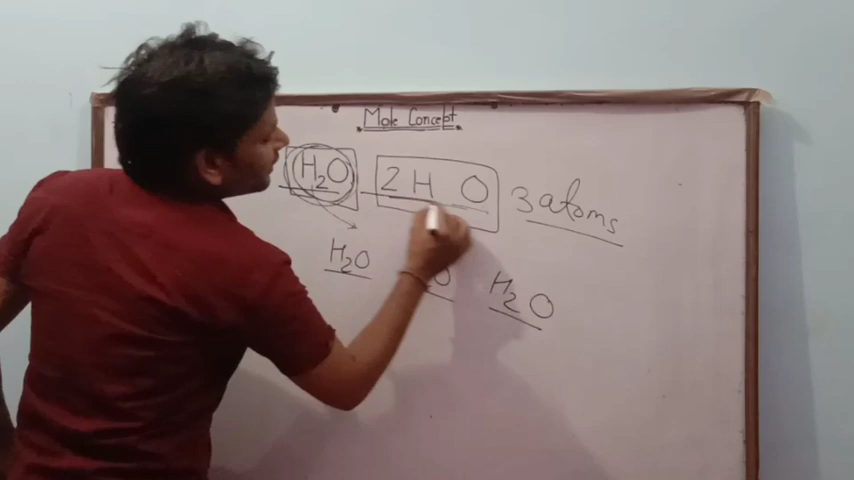 Mole Concept
H₂O 2 H O 3 atoms
H₂O O H₂O